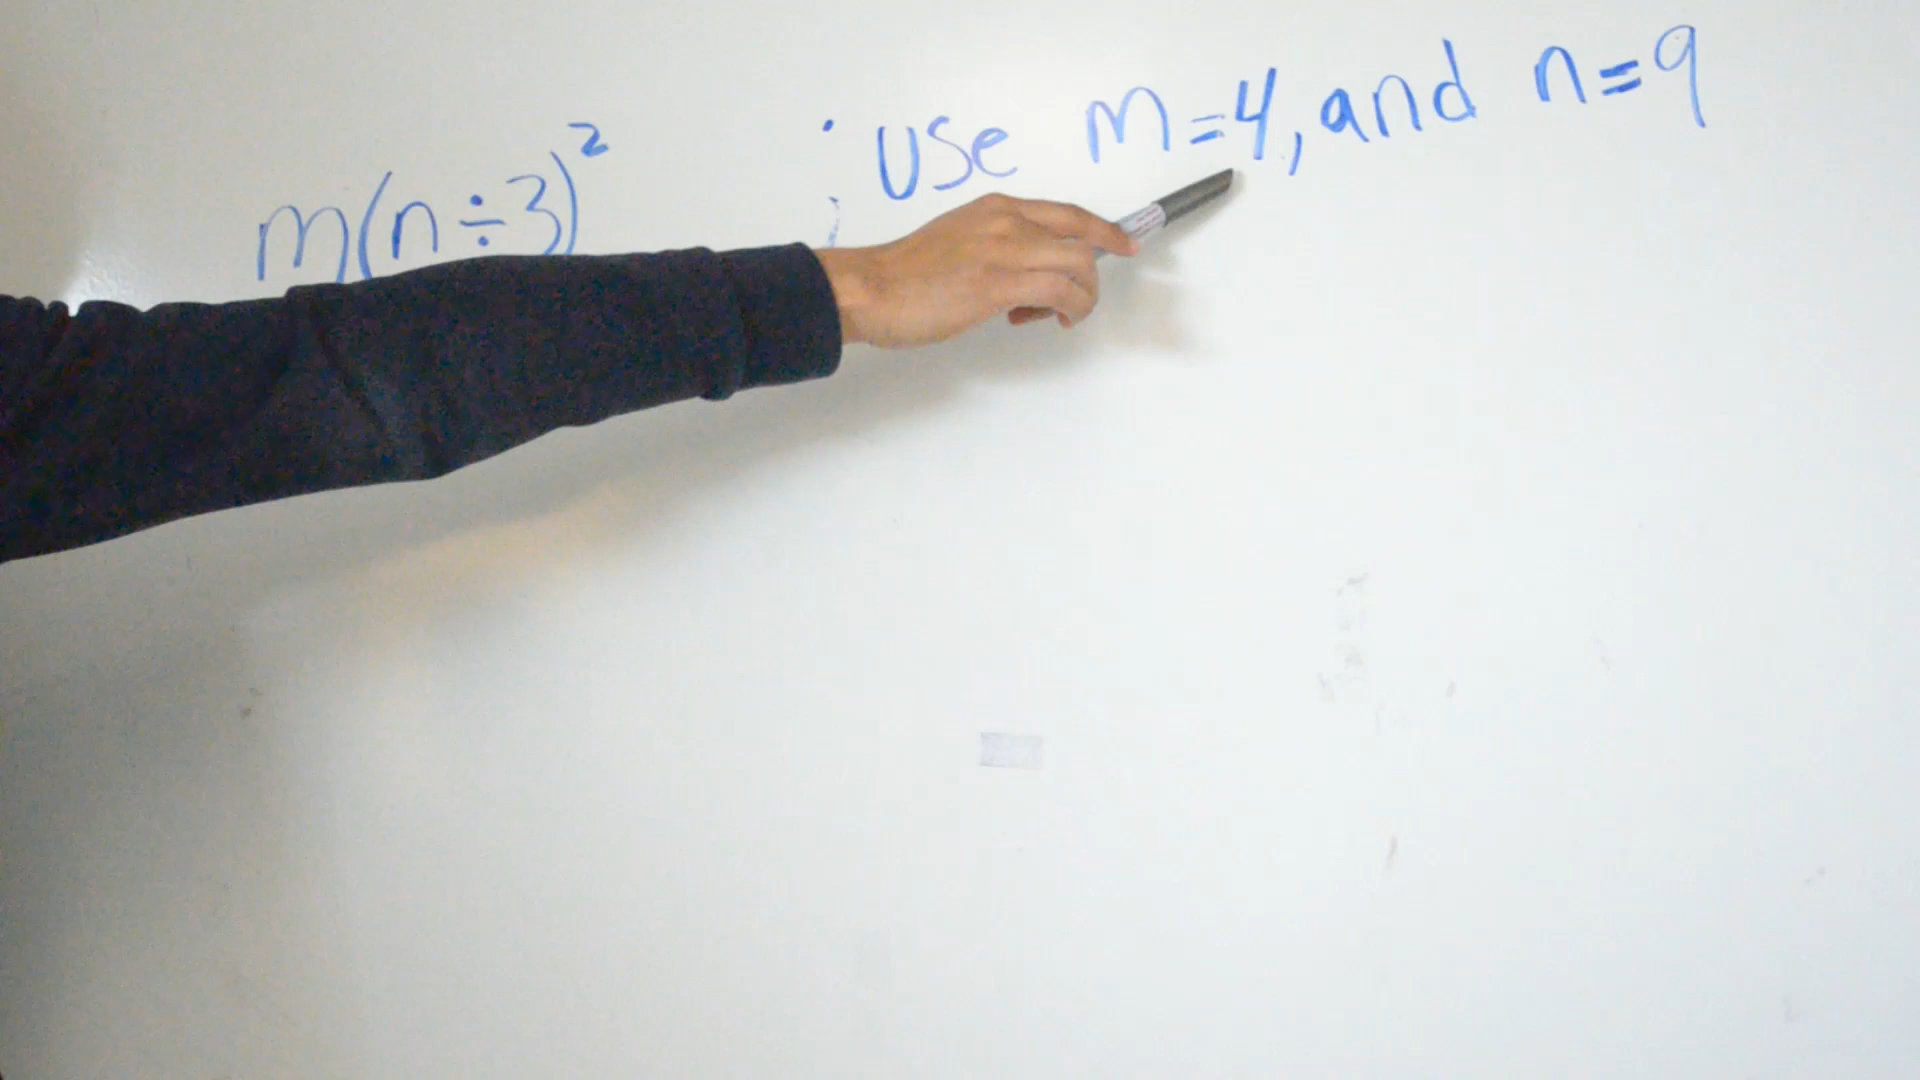 m(n÷3)² ; use m=4, and n=9